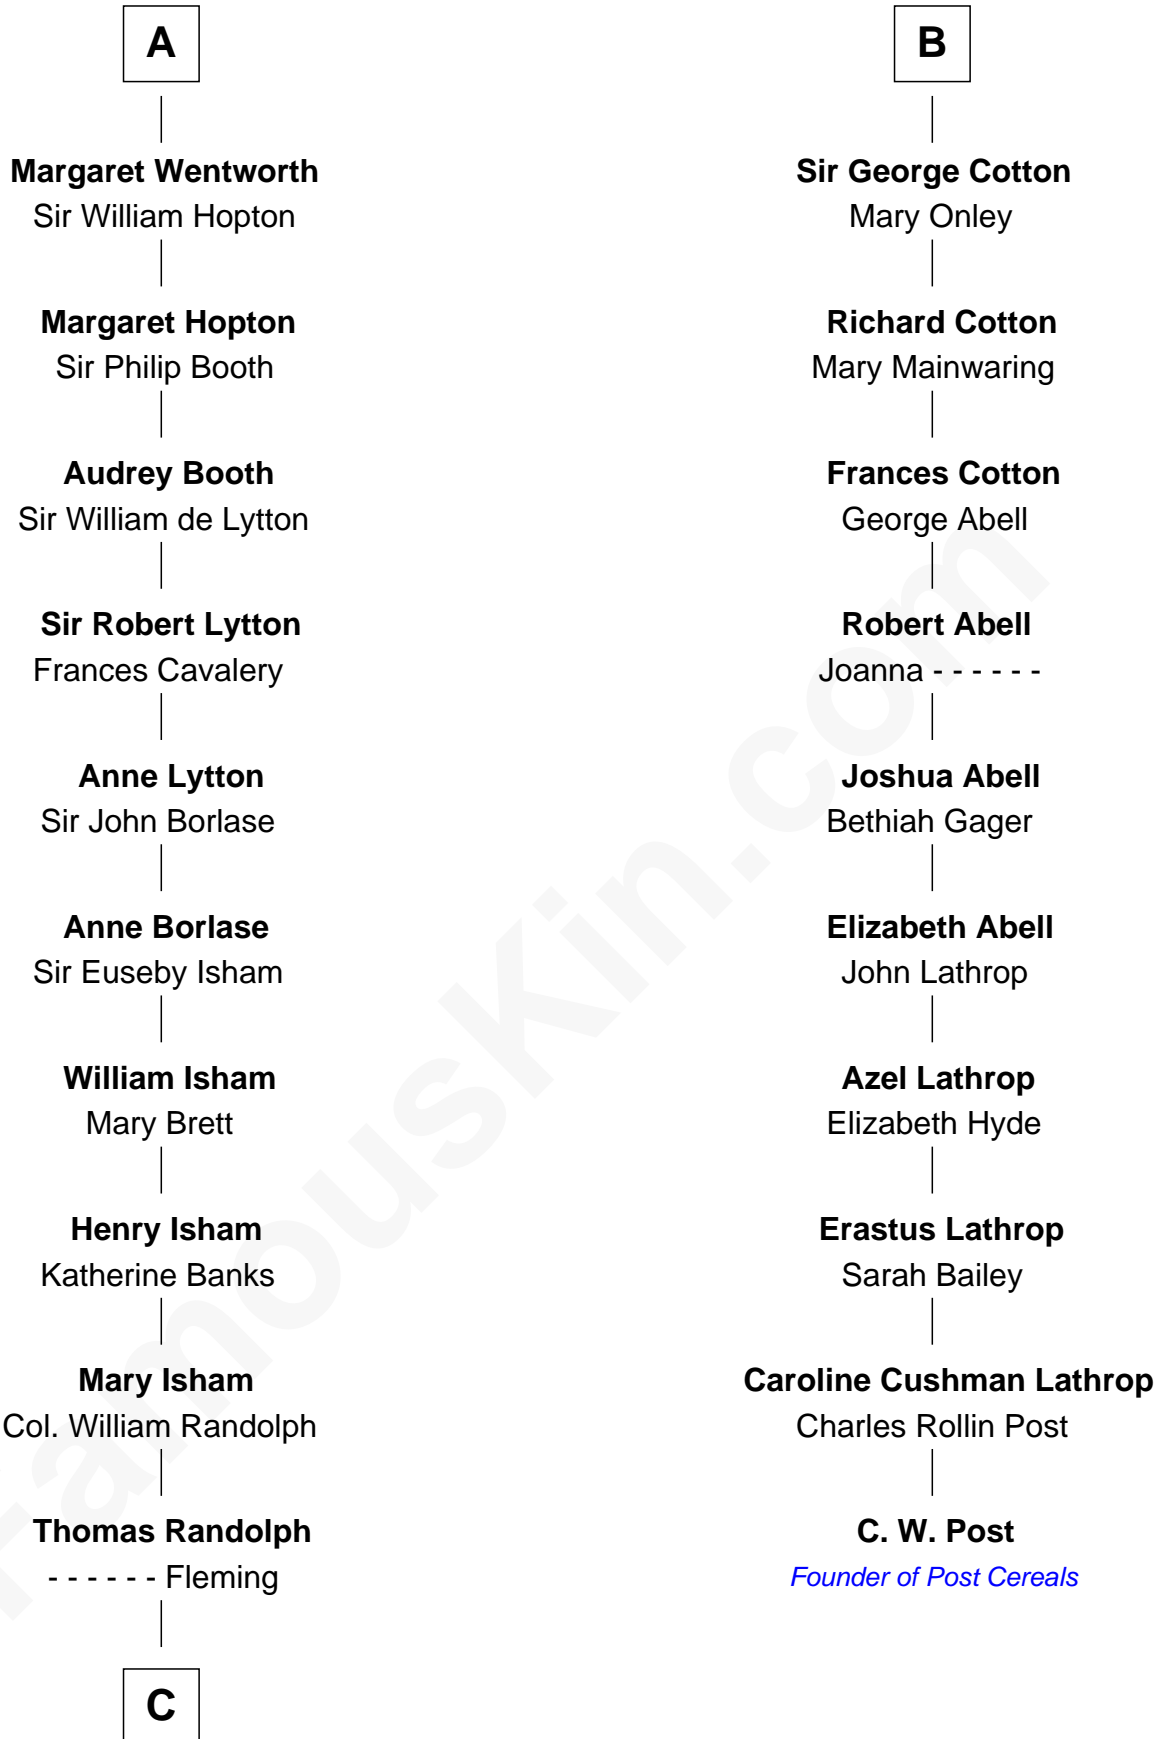 A
Margaret Wentworth
Sir William Hopton
Margaret Hopton
Sir Philip Booth
Audrey Booth
Sir William de Lytton
Sir Robert Lytton
Frances Cavalery
Anne Lytton
Sir John Borlase
Anne Borlase
Sir Euseby Isham
William Isham
Mary Brett
Henry Isham
Katherine Banks
Mary Isham
Col. William Randolph
Thomas Randolph
- - - - - - Fleming
C
B
Sir George Cotton
Mary Onley
Richard Cotton
Mary Mainwaring
Frances Cotton
George Abell
Robert Abell
Joanna - - - - - -
Joshua Abell
Bethiah Gager
Elizabeth Abell
John Lathrop
Azel Lathrop
Elizabeth Hyde
Erastus Lathrop
Sarah Bailey
Caroline Cushman Lathrop
Charles Rollin Post
C. W. Post
Founder of Post Cereals
FamousKin.com